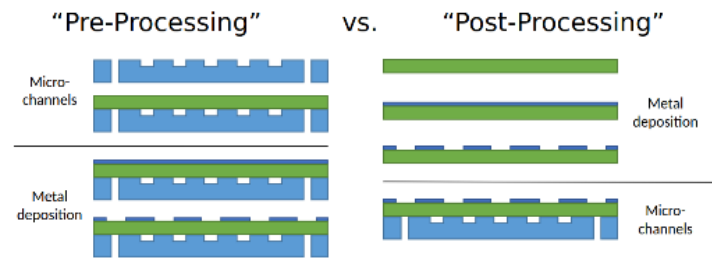 “Pre-Processing” vs. “Post-Processing”
Micro-
channels
Metal
deposition
Metal
deposition
Micro-
channels